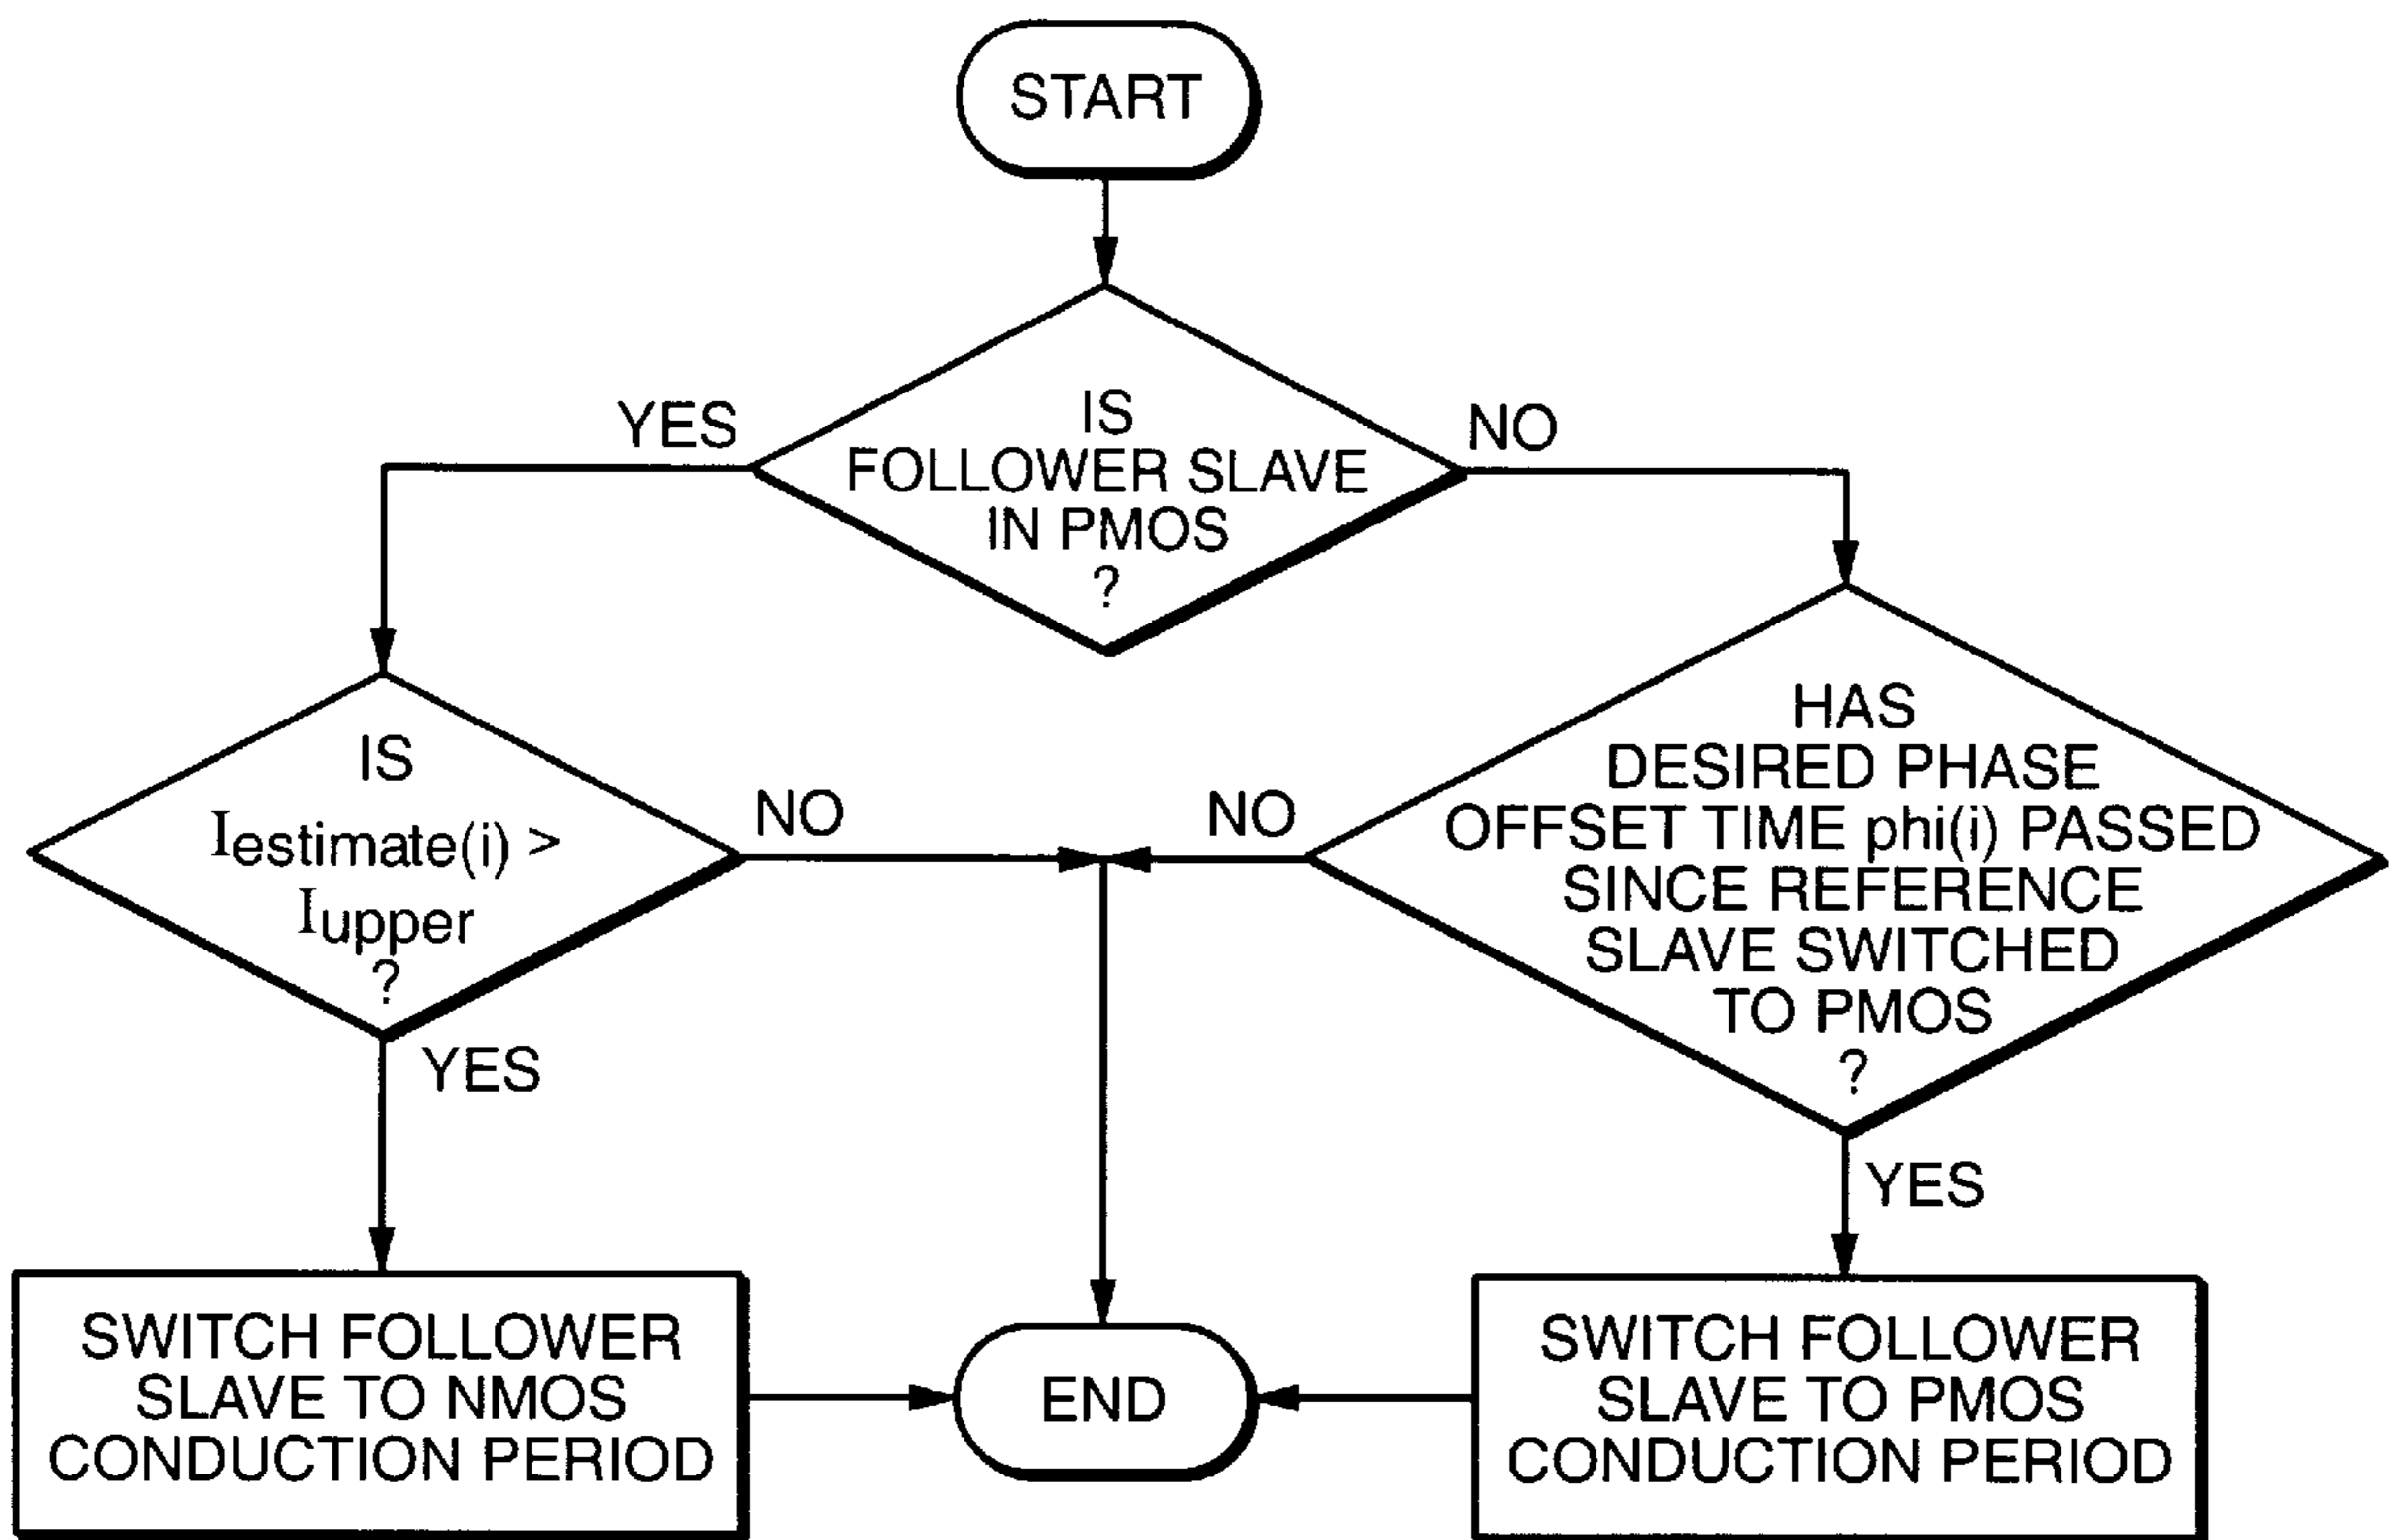 START
IS
FOLLOWER SLAVE
IN PMOS
?
YES
NO
IS
Iestimate(i) >
Iupper
?
NO
YES
HAS
DESIRED PHASE
OFFSET TIME phi(i) PASSED
SINCE REFERENCE
SLAVE SWITCHED
TO PMOS
?
NO
YES
SWITCH FOLLOWER
SLAVE TO NMOS
CONDUCTION PERIOD
END
SWITCH FOLLOWER
SLAVE TO PMOS
CONDUCTION PERIOD